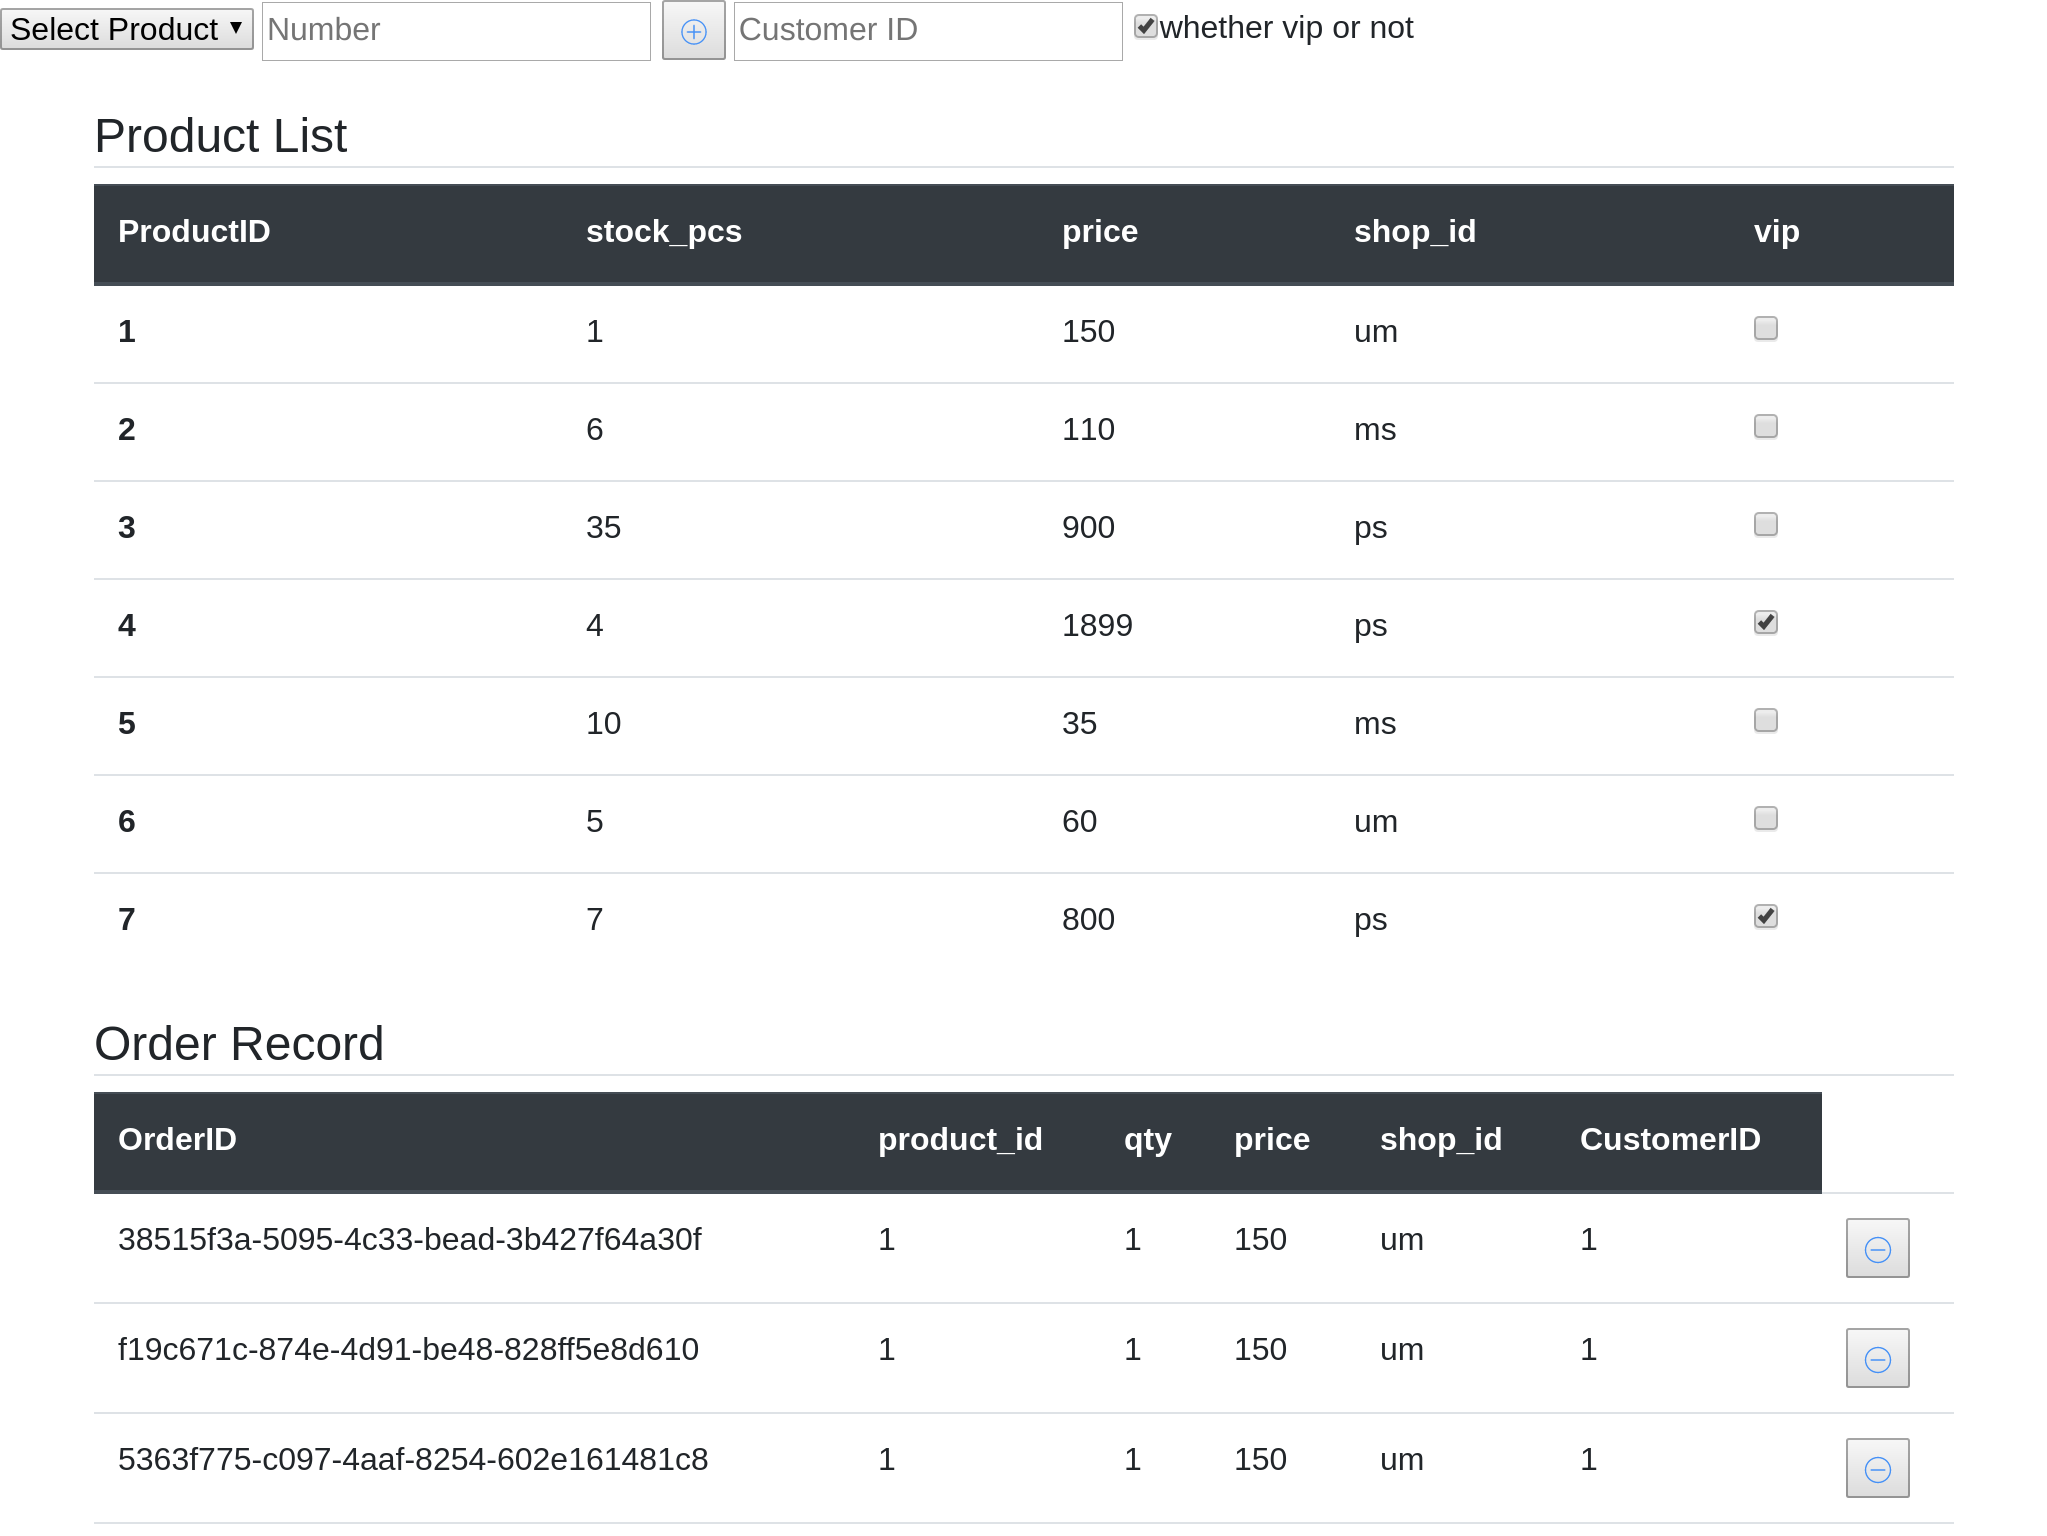 Select Product Number Customer ID whether vip or not
Product List
ProductID stock_pcs price shop_id vip
1 1 150 um
2 6 110 ms
3 35 900 ps
4 4 1899 ps
5 10 35 ms
6 5 60 um
7 7 800 ps
Order Record
OrderID product_id qty price shop_id CustomerID
38515f3a-5095-4c33-bead-3b427f64a30f 1 1 150 um 1
f19c671c-874e-4d91-be48-828ff5e8d610 1 1 150 um 1
5363f775-c097-4aaf-8254-602e161481c8 1 1 150 um 1